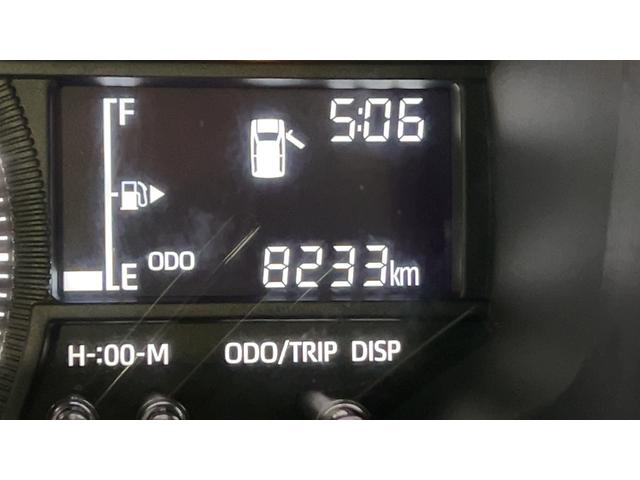 F
5:06
E
ODO
8233km
H-:00-M
ODO/TRIP DISP